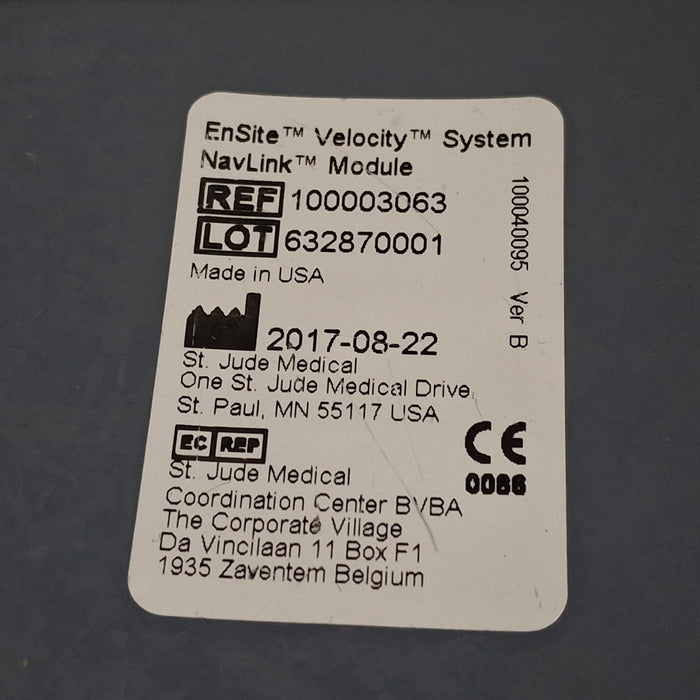 EnSite™ Velocity™ System
NavLink™ Module
REF 100003063
LOT 632870001
Made in USA
2017-08-22
St. Jude Medical
One St. Jude Medical Drive,
St. Paul, MN 55117 USA
EC REP
St. Jude Medical
Coordination Center BVBA
The Corporate Village
Da Vincilaan 11 Box F1
1935 Zaventem Belgium
CE
0086
100040095 Ver B